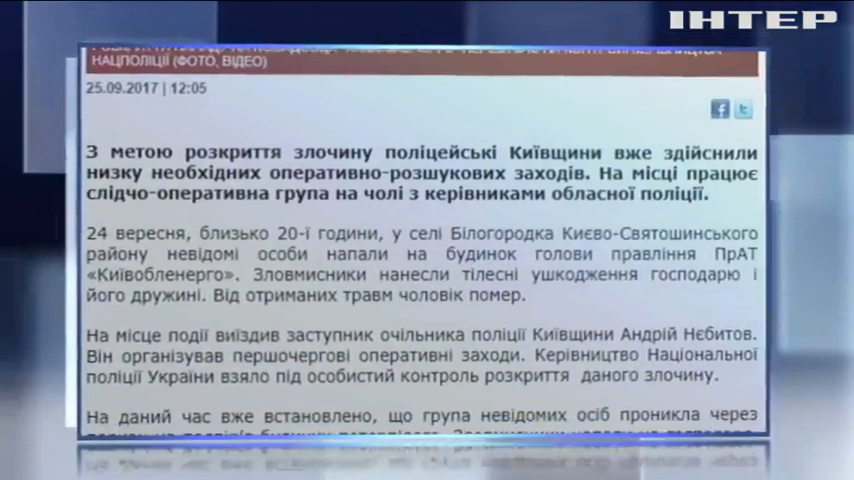 ІНТЕР
НАЦПОЛІЦІЇ (ФОТО, ВІДЕО)
25.09.2017 | 12:05
З метою розкриття злочину поліцейські Київщини вже здійснили
низку необхідних оперативно-розшукових заходів. На місці працює
слідчо-оперативна група на чолі з керівниками обласної поліції.
24 вересня, близько 20-ї години, у селі Білогородка Києво-Святошинського
району невідомі особи напали на будинок голови правління ПрАТ
«Київобленерго». Зловмисники нанесли тілесні ушкодження господарю і
його дружині. Від отриманих травм чоловік помер.
На місце події виїздив заступник очільника поліції Київщини Андрій Нєбитов.
Він організував першочергові оперативні заходи. Керівництво Національної
поліції України взяло під особистий контроль розкриття даного злочину.
На даний час вже встановлено, що група невідомих осіб проникла через